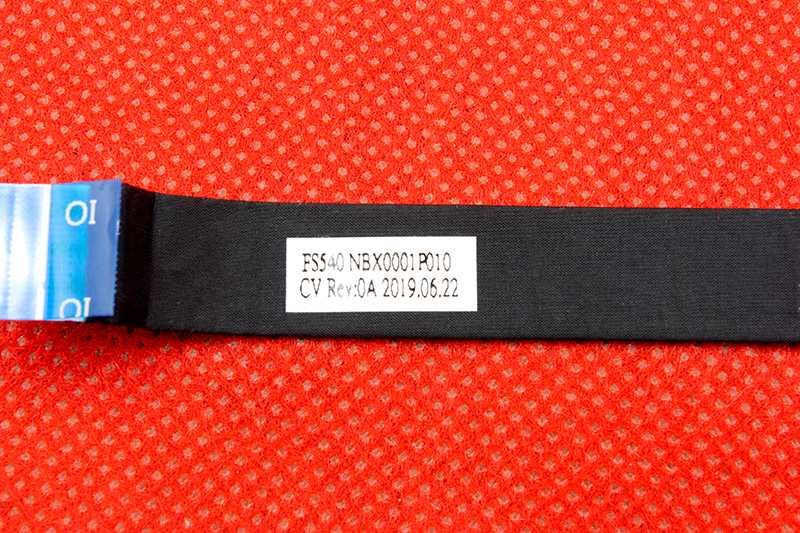 IO
IO
FS540 NBX0001P010
CV Rev:0A 2019.06.22